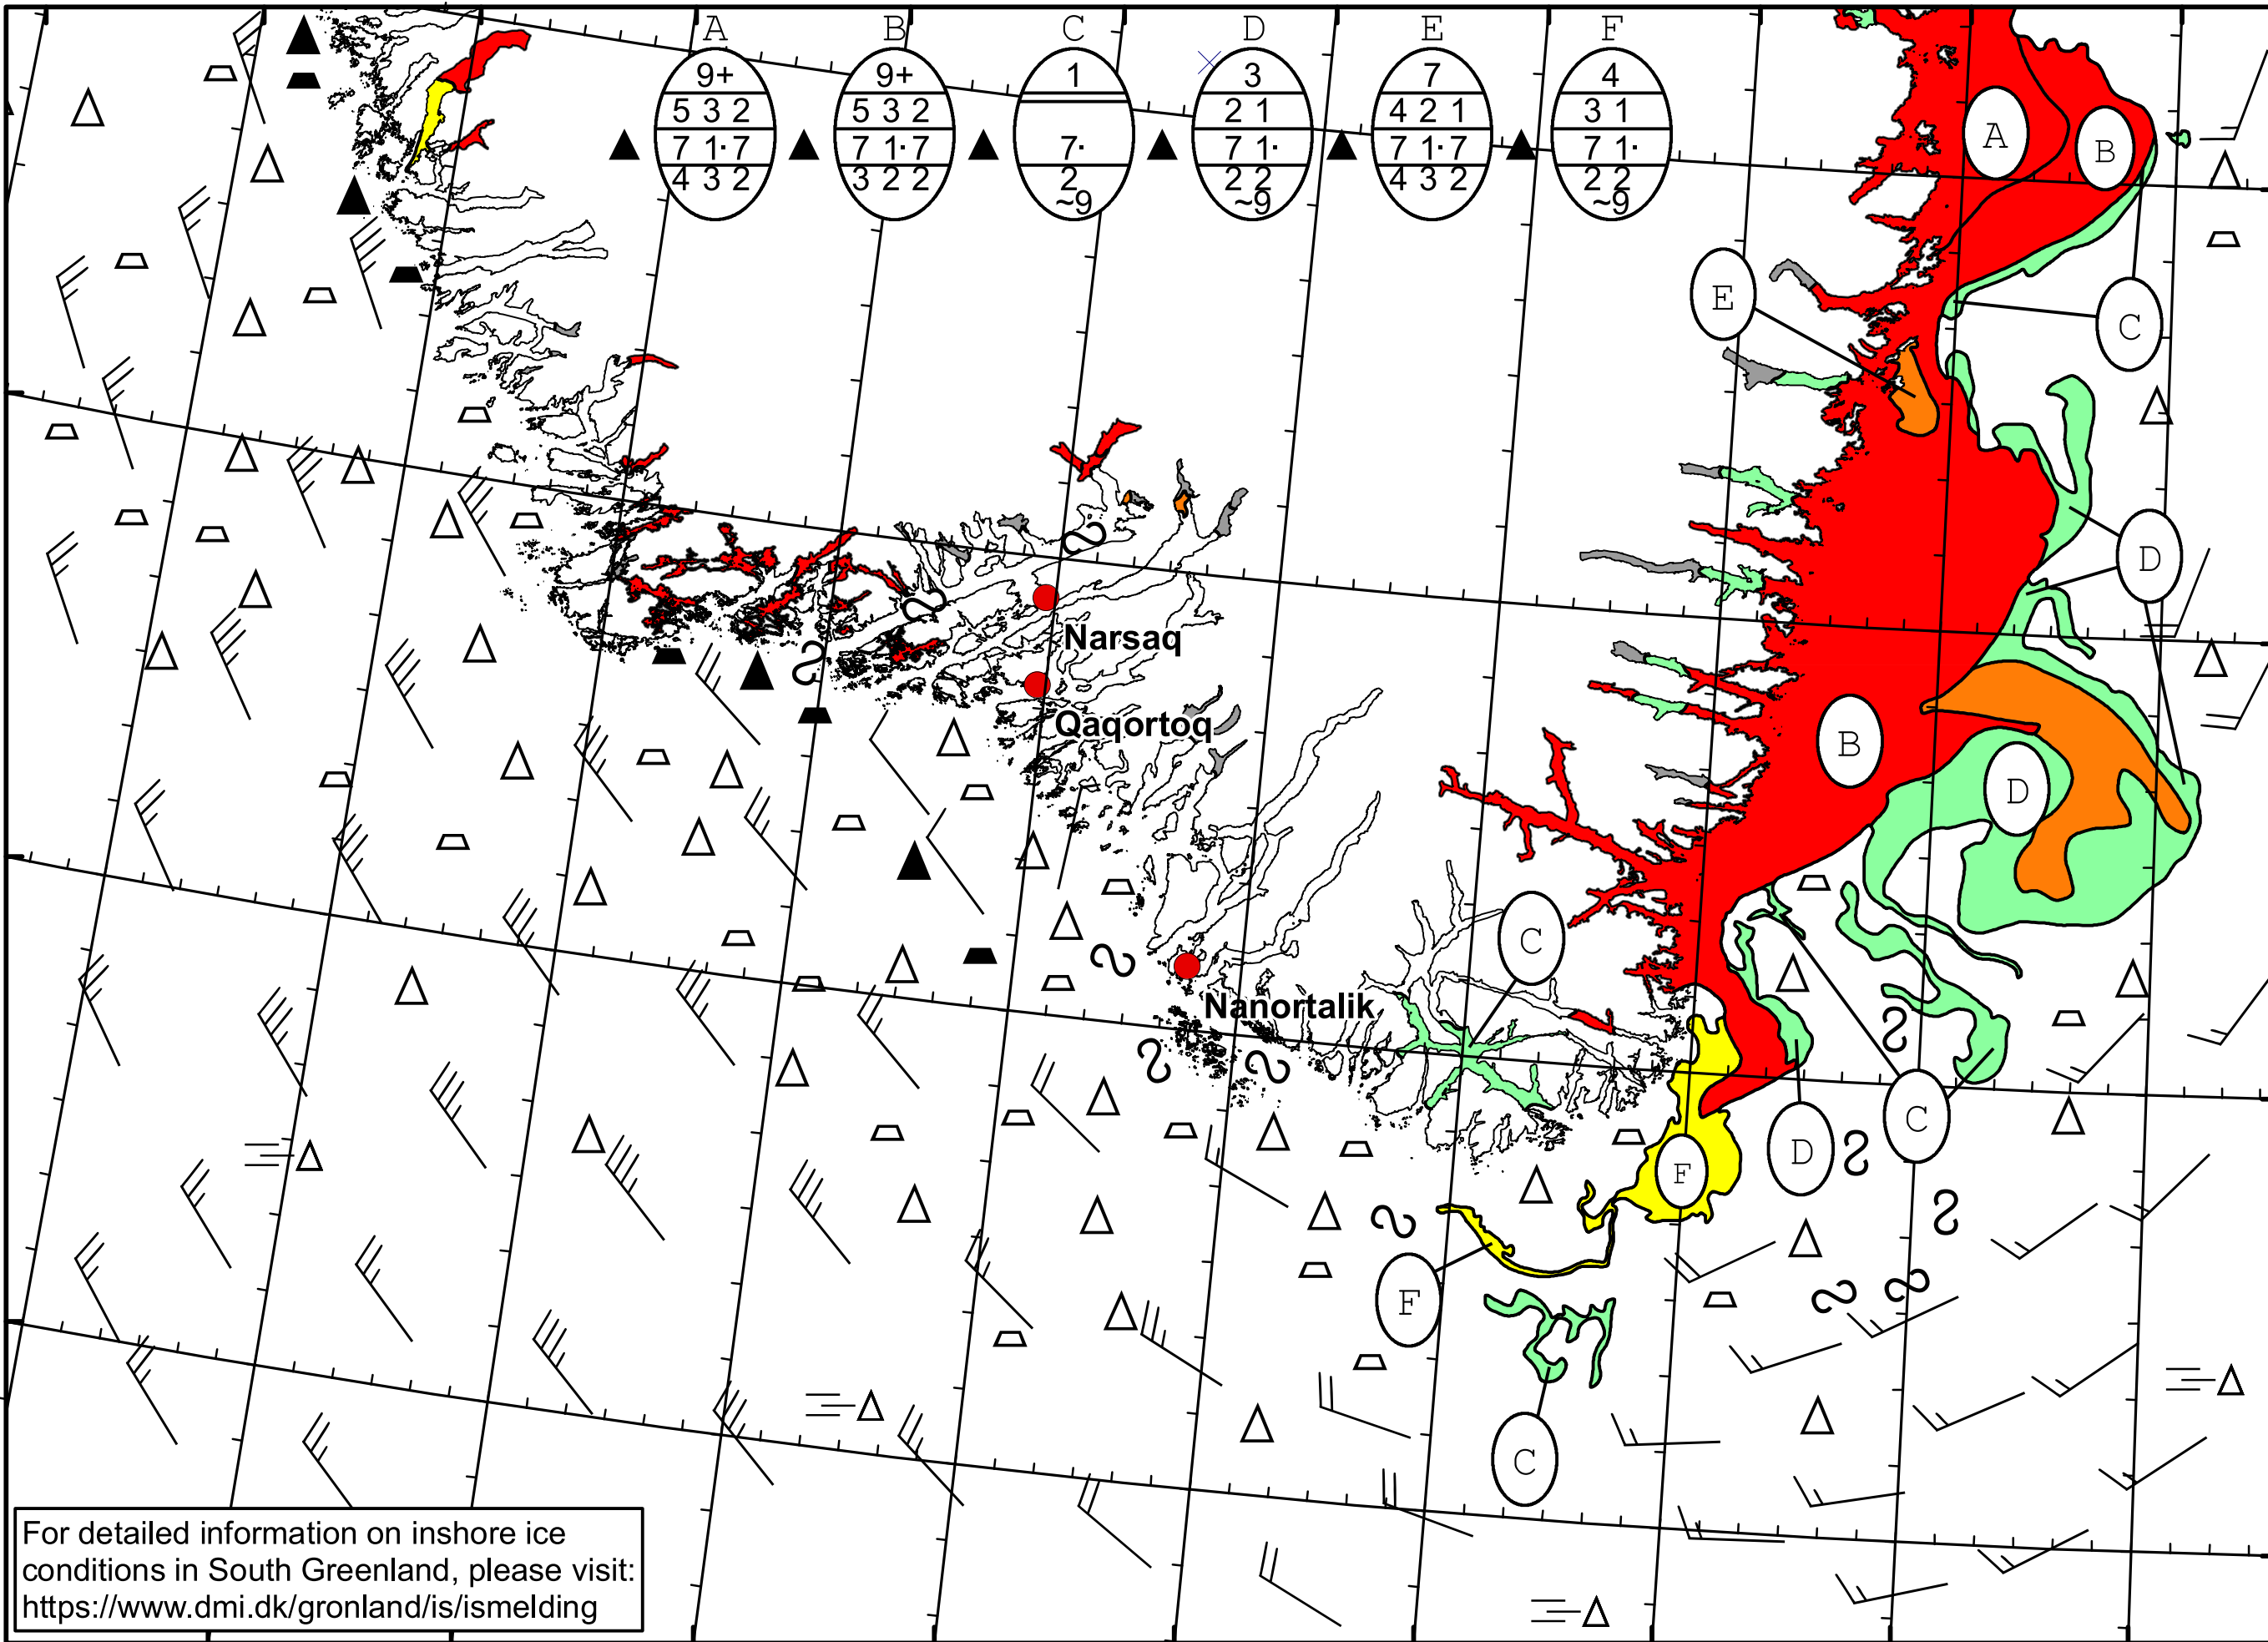 A B C D E F
9+ 9+ 1 3 7 4
5 3 2 5 3 2 2 1 4 2 1 3 1
7 1·7 7 1·7 7· 7 1· 7 1·7 7 1·
4 3 2 3 2 2 2 2 2 4 3 2 2 2
~9 ~9 ~9
A
B
E
C
D
Narsaq
Qaqortoq
B
D
C
Nanortalik
C
D
F
F
C
For detailed information on inshore ice
conditions in South Greenland, please visit:
https://www.dmi.dk/gronland/is/ismelding